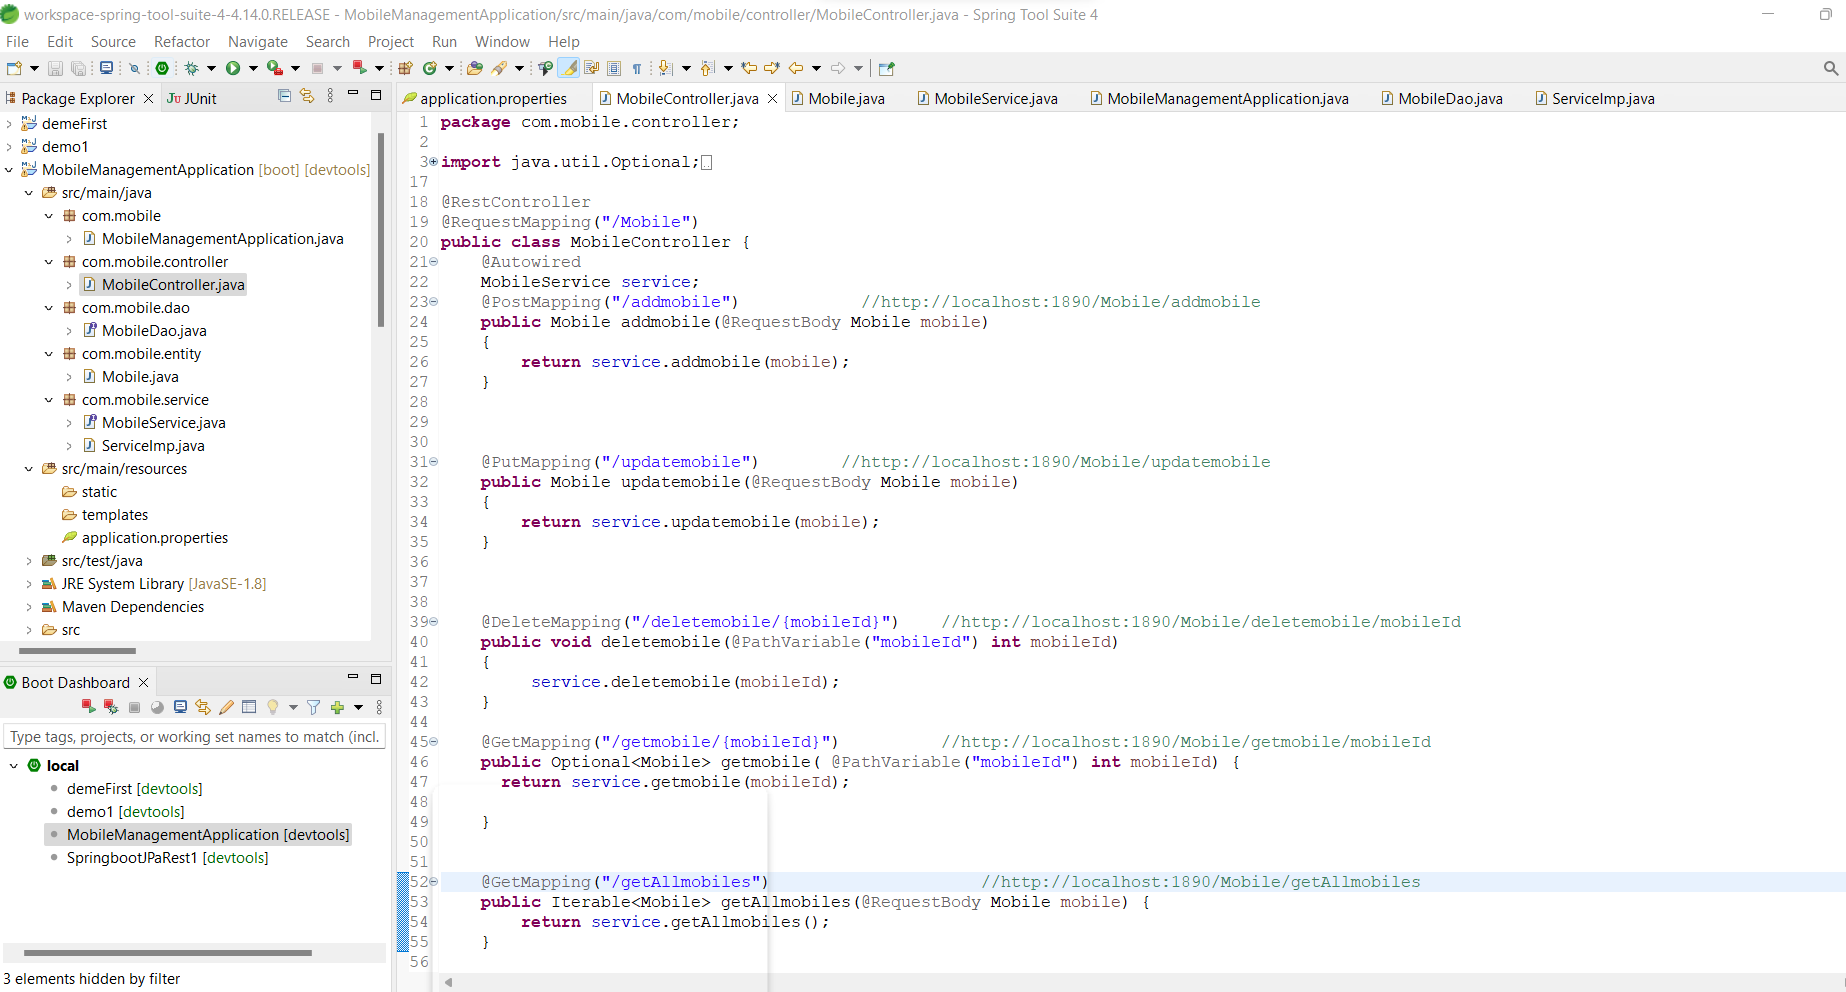 workspace-spring-tool-suite-4-4.14.0.RELEASE - MobileManagementApplication/src/main/java/com/mobile/controller/MobileController.java - Spring Tool Suite 4
File Edit Source Refactor Navigate Search Project Run Window Help
Package Explorer JUnit
demeFirst
demo1
MobileManagementApplication [boot] [devtools]
src/main/java
com.mobile
MobileManagementApplication.java
com.mobile.controller
MobileController.java
com.mobile.dao
MobileDao.java
com.mobile.entity
Mobile.java
com.mobile.service
MobileService.java
ServiceImp.java
src/main/resources
static
templates
application.properties
src/test/java
JRE System Library [JavaSE-1.8]
Maven Dependencies
src
Boot Dashboard
Type tags, projects, or working set names to match (incl.
local
demeFirst [devtools]
demo1 [devtools]
MobileManagementApplication [devtools]
SpringbootJPaRest1 [devtools]
3 elements hidden by filter
application.properties MobileController.java Mobile.java MobileService.java MobileManagementApplication.java MobileDao.java ServiceImp.java
1 package com.mobile.controller;
2
3 import java.util.Optional;
17
18 @RestController
19 @RequestMapping("/Mobile")
20 public class MobileController {
21 @Autowired
22 MobileService service;
23 @PostMapping("/addmobile") //http://localhost:1890/Mobile/addmobile
24 public Mobile addmobile(@RequestBody Mobile mobile)
25 {
26 return service.addmobile(mobile);
27 }
28
29
30
31 @PutMapping("/updatemobile") //http://localhost:1890/Mobile/updatemobile
32 public Mobile updatemobile(@RequestBody Mobile mobile)
33 {
34 return service.updatemobile(mobile);
35 }
36
37
38
39 @DeleteMapping("/deletemobile/{mobileId}") //http://localhost:1890/Mobile/deletemobile/mobileId
40 public void deletemobile(@PathVariable("mobileId") int mobileId)
41 {
42 service.deletemobile(mobileId);
43 }
44
45 @GetMapping("/getmobile/{mobileId}") //http://localhost:1890/Mobile/getmobile/mobileId
46 public Optional<Mobile> getmobile( @PathVariable("mobileId") int mobileId) {
47 return service.getmobile(mobileId);
48
49 }
50
51
52 @GetMapping("/getAllmobiles") //http://localhost:1890/Mobile/getAllmobiles
53 public Iterable<Mobile> getAllmobiles(@RequestBody Mobile mobile) {
54 return service.getAllmobiles();
55 }
56